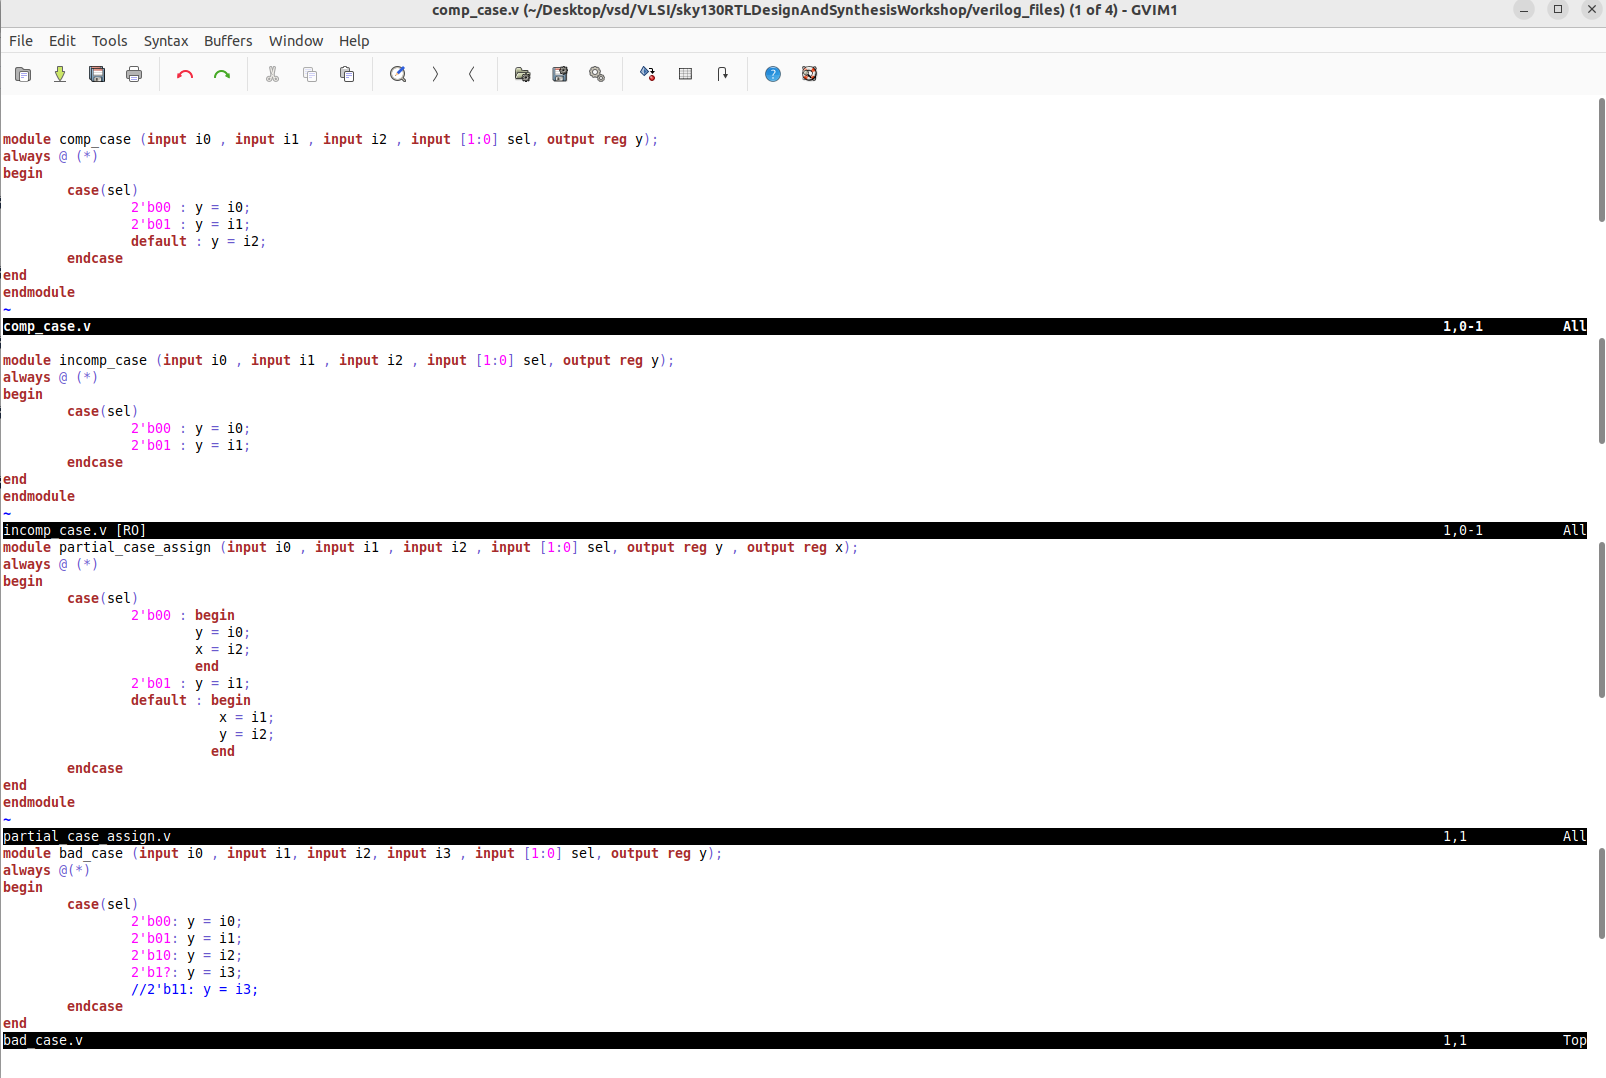 comp_case.v (~/Desktop/vsd/VLSI/sky130RTLDesignAndSynthesisWorkshop/verilog_files) (1 of 4) - GVIM1
File Edit Tools Syntax Buffers Window Help
module comp_case (input i0 , input i1 , input i2 , input [1:0] sel, output reg y);
always @ (*)
begin
case(sel)
2'b00 : y = i0;
2'b01 : y = i1;
default : y = i2;
endcase
end
endmodule
~
comp_case.v 1,0-1 All
module incomp_case (input i0 , input i1 , input i2 , input [1:0] sel, output reg y);
always @ (*)
begin
case(sel)
2'b00 : y = i0;
2'b01 : y = i1;
endcase
end
endmodule
~
incomp_case.v [RO] 1,0-1 All
module partial_case_assign (input i0 , input i1 , input i2 , input [1:0] sel, output reg y , output reg x);
always @ (*)
begin
case(sel)
2'b00 : begin
y = i0;
x = i2;
end
2'b01 : y = i1;
default : begin
x = i1;
y = i2;
end
endcase
end
endmodule
~
partial_case_assign.v 1,1 All
module bad_case (input i0 , input i1, input i2, input i3 , input [1:0] sel, output reg y);
always @(*)
begin
case(sel)
2'b00: y = i0;
2'b01: y = i1;
2'b10: y = i2;
2'b1?: y = i3;
//2'b11: y = i3;
endcase
end
bad_case.v 1,1 Top